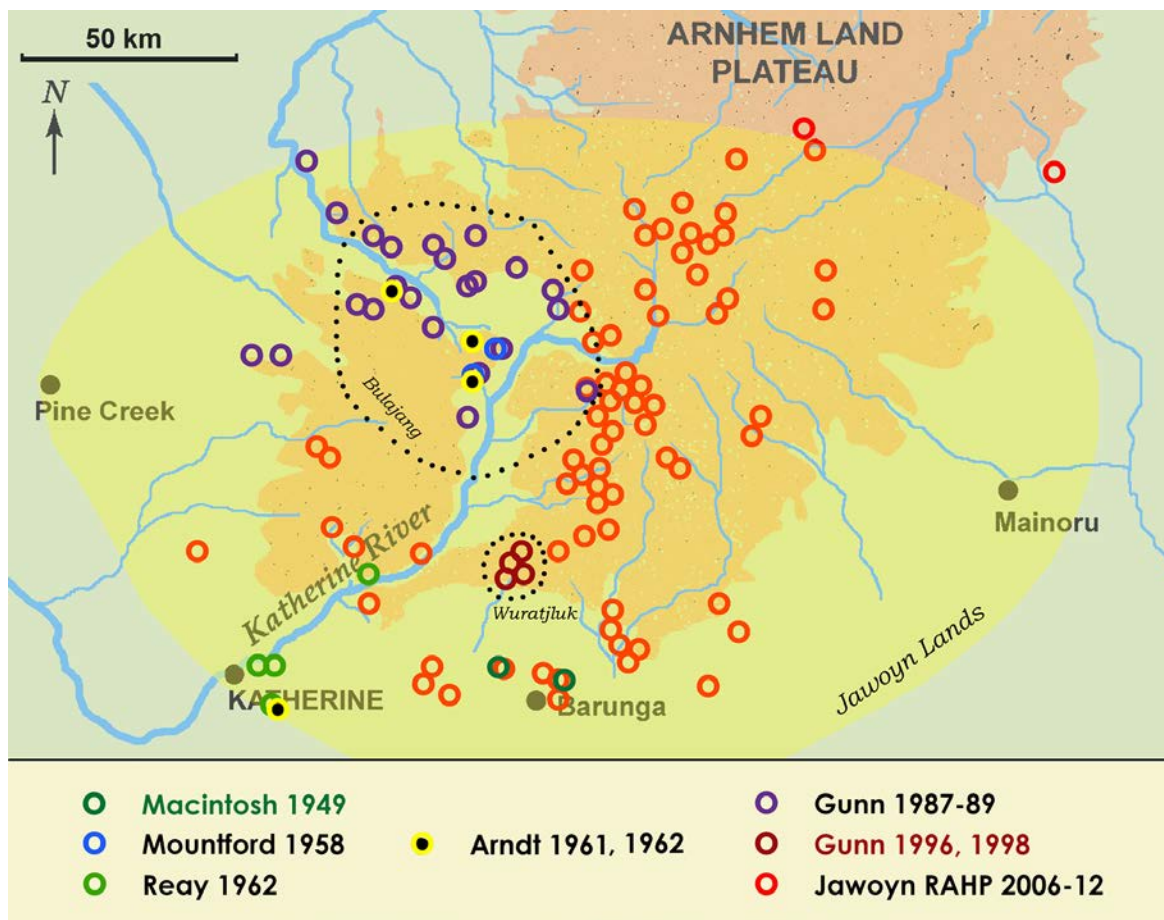 50 km
N
ARNHEM LAND
PLATEAU
Pine Creek
Bulajang
Mainoru
Katherine River
Wuratjluk
Jawoyn Lands
KATHERINE
Barunga
Macintosh 1949
Mountford 1958
Reay 1962
Arndt 1961, 1962
Gunn 1987-89
Gunn 1996, 1998
Jawoyn RAHP 2006-12